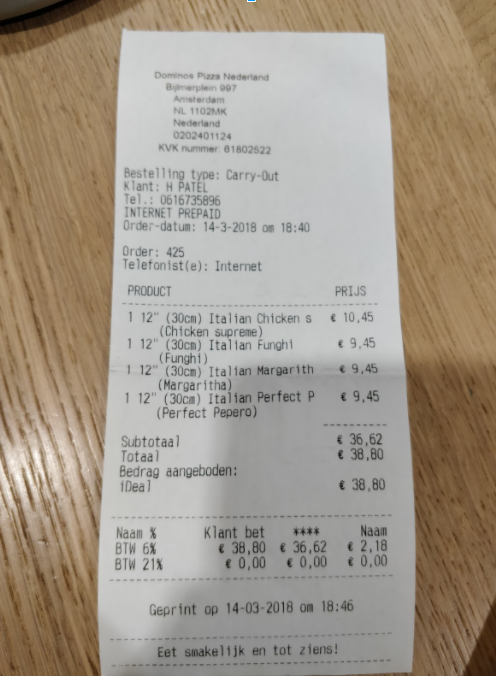 Dominos Pizza Nederland
Bijlmerplein 997
Amsterdam
NL 1102MK
Nederland
0202401124
KVK nummer: 61802522
Bestelling type: Carry-Out
Klant: H PATEL
Tel.: 0616735896
INTERNET PREPAID
Order-datum: 14-3-2018 om 18:40
Order: 425
Telefonist(e): Internet
PRODUCT PRIJS
1 12" (30cm) Italian Chicken s € 10,45
(Chicken supreme)
1 12" (30cm) Italian Funghi € 9,45
(Funghi)
1 12" (30cm) Italian Margarith € 9,45
(Margaritha)
1 12" (30cm) Italian Perfect P € 9,45
(Perfect Pepero)
Subtotaal € 36,62
Totaal € 38,80
Bedrag aangeboden:
iDeal € 38,80
Naam % Klant bet **** Naam
BTW 6% € 38,80 € 36,62 € 2,18
BTW 21% € 0,00 € 0,00 € 0,00
Geprint op 14-03-2018 om 18:46
Eet smakelijk en tot ziens!